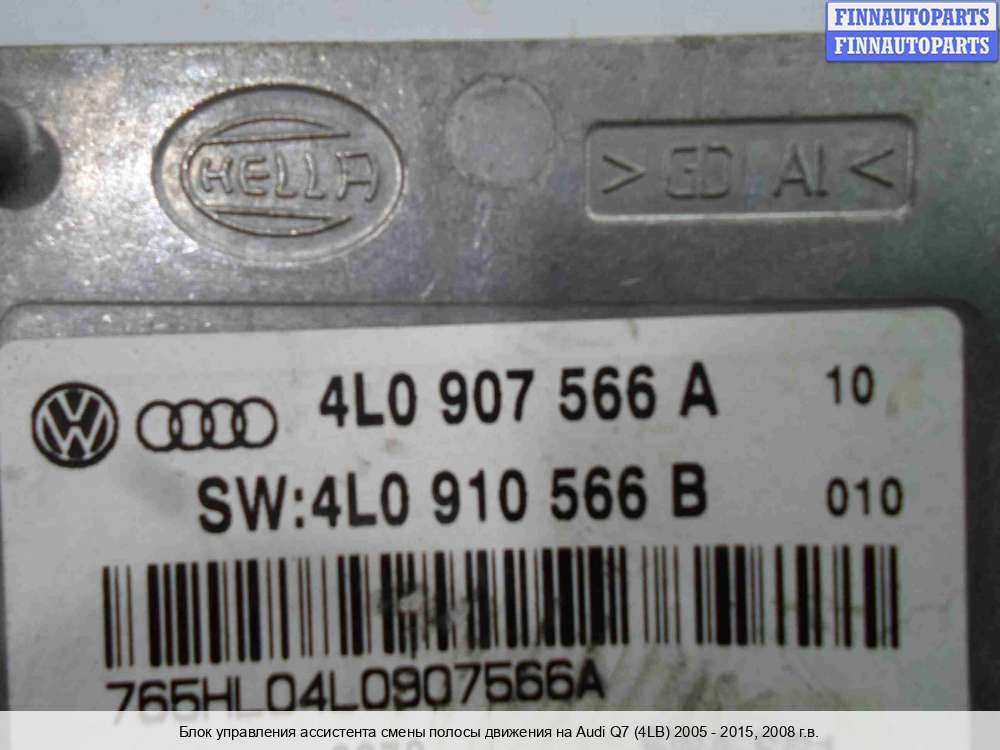 FINNAUTOPARTS
FINNAUTOPARTS
HELLA
> GD AL <
4L0 907 566 A 10
SW:4L0 910 566 B 010
765HL04L0907566A
Блок управления ассистента смены полосы движения на Audi Q7 (4LB) 2005 - 2015, 2008 г.в.